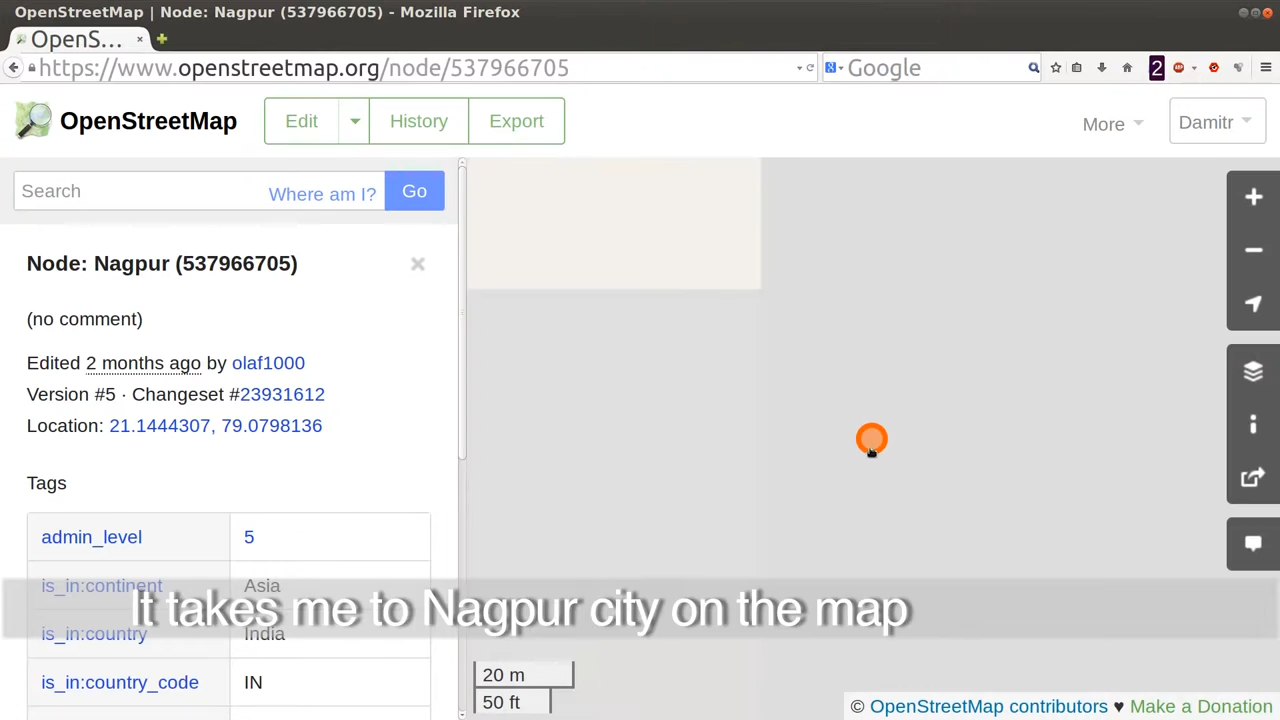 OpenStreetMap | Node: Nagpur (537966705) - Mozilla Firefox
OpenS...
https://www.openstreetmap.org/node/537966705
Google
2
OpenStreetMap
Edit
History
Export
More
Damitr
Search
Where am I?
Go
Node: Nagpur (537966705)
(no comment)
Edited 2 months ago by olaf1000
Version #5 · Changeset #23931612
Location: 21.1444307, 79.0798136
Tags
admin_level 5
is_in:continent Asia
It takes me to Nagpur city on the map
is_in:country India
is_in:country_code IN
20 m
50 ft
© OpenStreetMap contributors ♥ Make a Donation